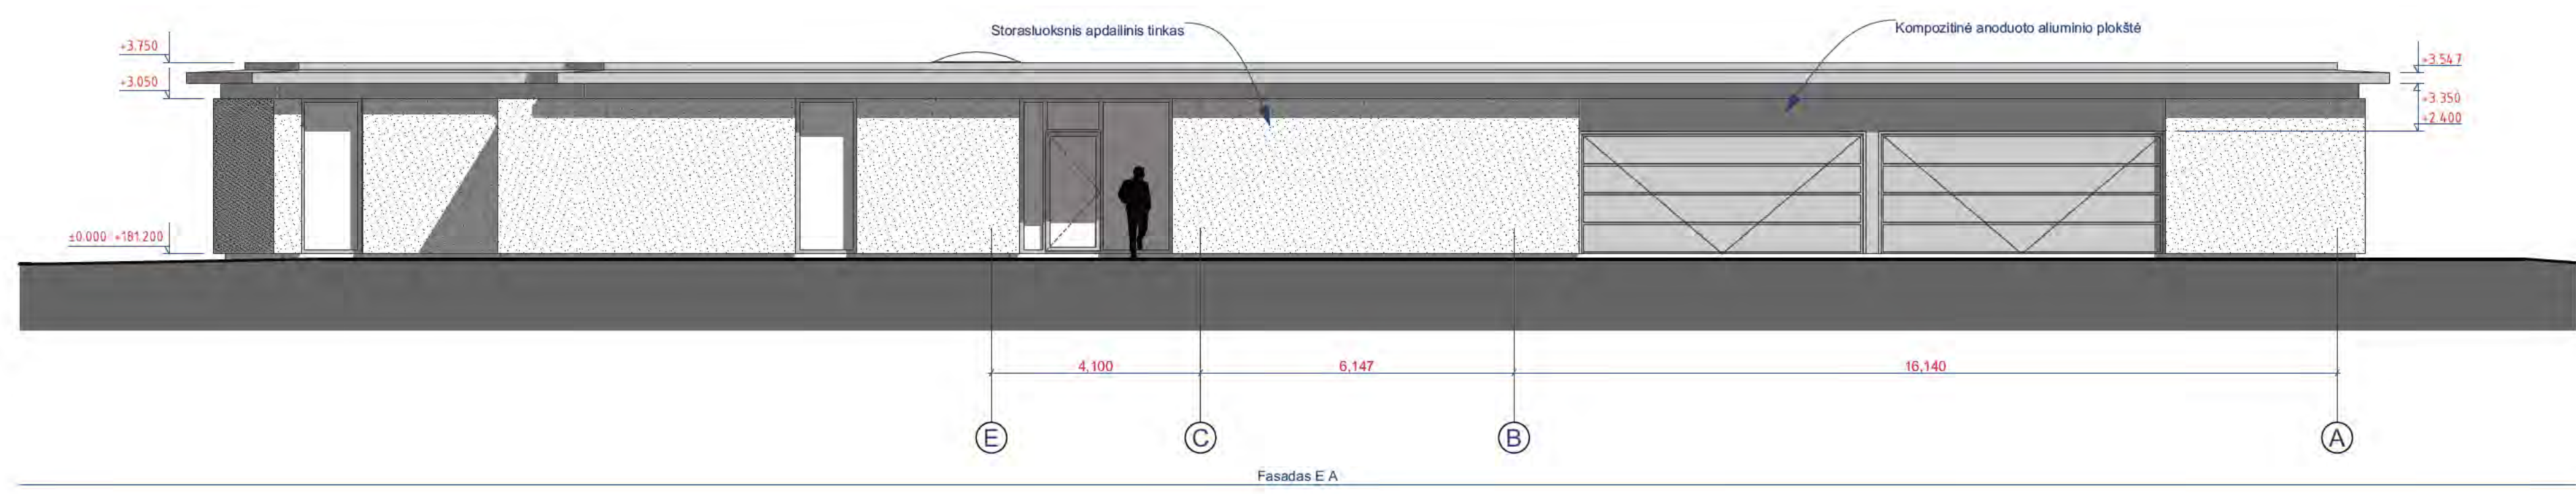 Storasluoksnis apdailinis tinkas
Kompozitinė anoduoto aliuminio plokštė
+3.750
+3.547
+3.050
+3.350
+2.400
±0.000 +181.200
4,100
6,147
16,140
E
C
B
A
Fasadas E A